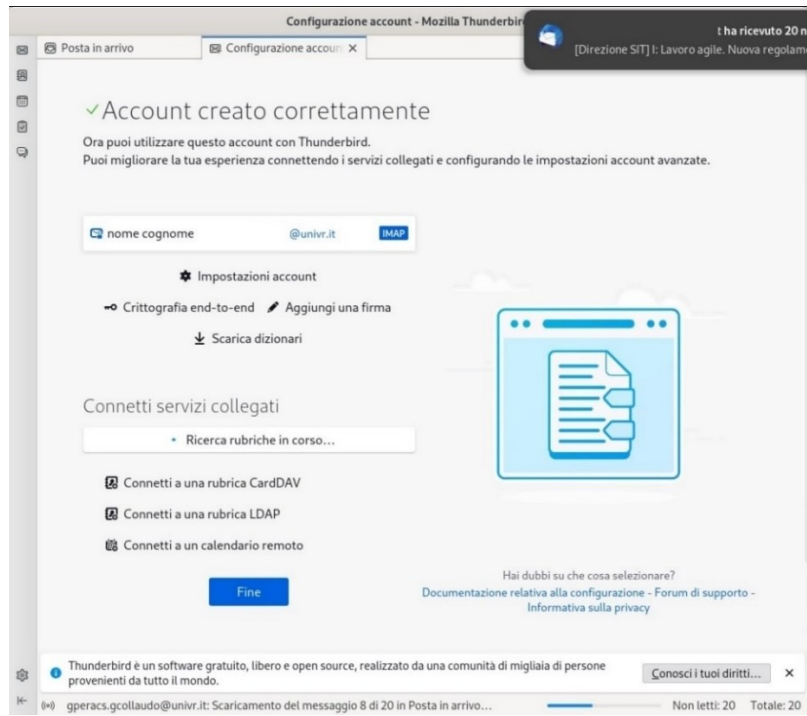 Configurazione account - Mozilla Thunderbir
t ha ricevuto 20 n
[Direzione SIT] I: Lavoro agile. Nuova regolam
Posta in arrivo
Configurazione accoun
Account creato correttamente
Ora puoi utilizzare questo account con Thunderbird.
Puoi migliorare la tua esperienza connettendo i servizi collegati e configurando le impostazioni account avanzate.
nome cognome @univr.it IMAP
Impostazioni account
Crittografia end-to-end Aggiungi una firma
Scarica dizionari
Connetti servizi collegati
Ricerca rubriche in corso...
Connetti a una rubrica CardDAV
Connetti a una rubrica LDAP
Connetti a un calendario remoto
Fine
Hai dubbi su che cosa selezionare?
Documentazione relativa alla configurazione - Forum di supporto -
Informativa sulla privacy
Thunderbird è un software gratuito, libero e open source, realizzato da una comunità di migliaia di persone
provenienti da tutto il mondo.
Conosci i tuoi diritti...
gperacs.gcollaudo@univr.it: Scaricamento del messaggio 8 di 20 in Posta in arrivo...
Non letti: 20 Totale: 20